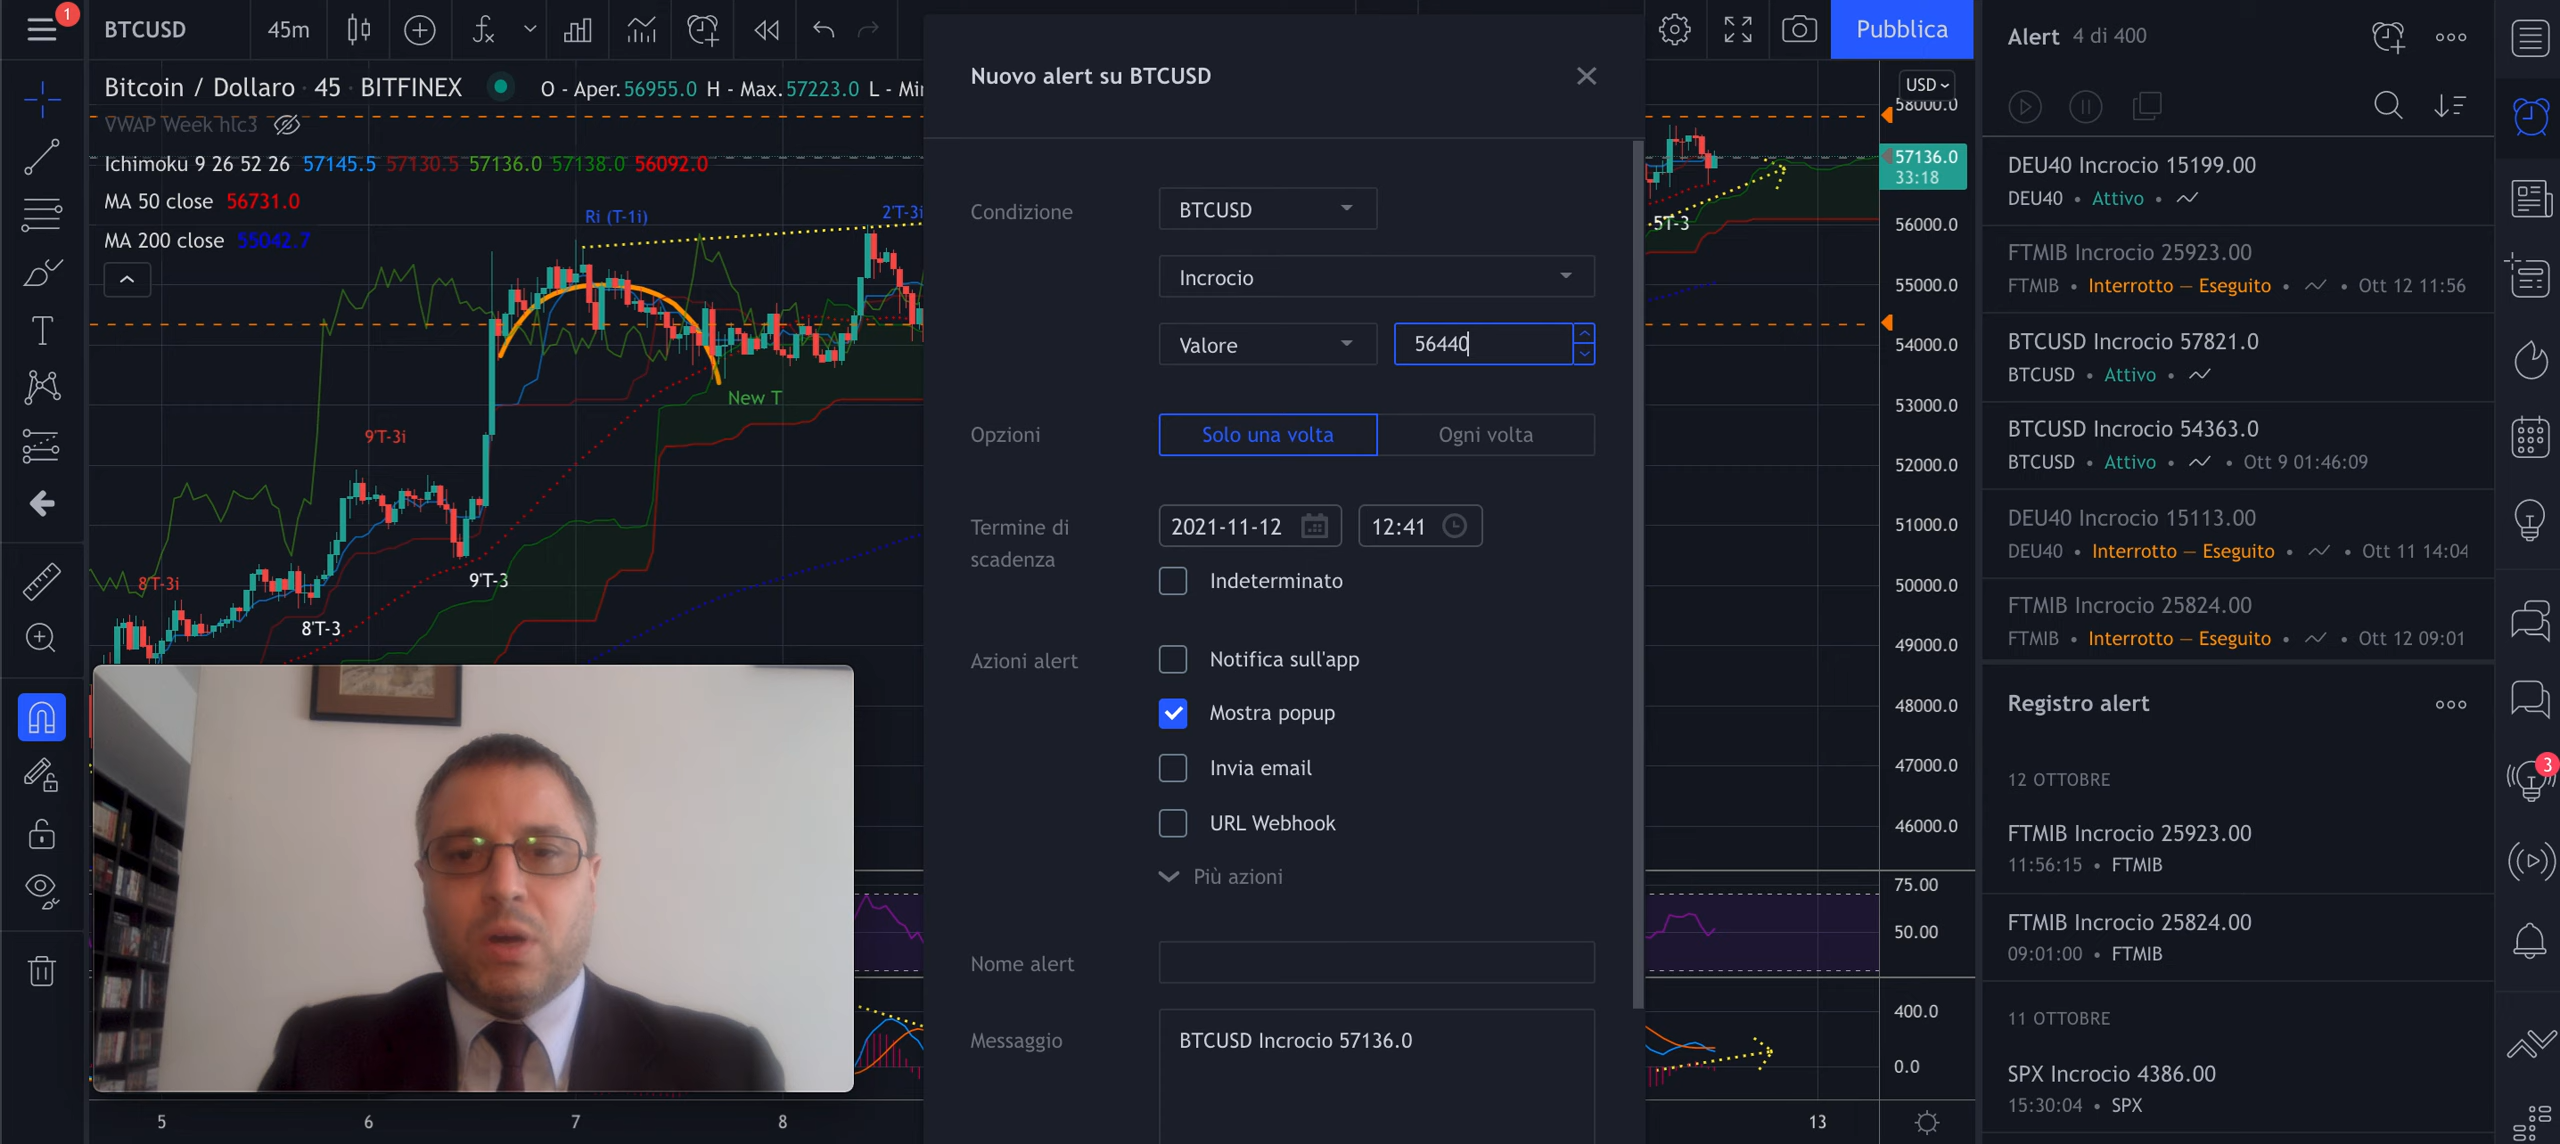 1
BTCUSD
45m
Pubblica
Bitcoin / Dollaro · 45 · BITFINEX
O - Aper. 56955.0 H - Max. 57223.0 L - Mi
VWAP Week hlc3
Ichimoku 9 26 52 26 57145.5 57130.5 57136.0 57138.0 56092.0
MA 50 close 56731.0
MA 200 close 55042.7
Ri (T-1i)
2'T-3i
New T
9'T-3i
9'T-3
8'T-3i
8'T-3
5 6 7 8
Nuovo alert su BTCUSD
Condizione
BTCUSD
Incrocio
Valore
56440
Opzioni
Solo una volta
Ogni volta
Termine di
scadenza
2021-11-12
12:41
Indeterminato
Azioni alert
Notifica sull'app
Mostra popup
Invia email
URL Webhook
Più azioni
Nome alert
Messaggio
BTCUSD Incrocio 57136.0
5T-3
13
USD
58000.0
57136.0
33:18
56000.0
55000.0
54000.0
53000.0
52000.0
51000.0
50000.0
49000.0
48000.0
47000.0
46000.0
75.00
50.00
400.0
0.0
Alert 4 di 400
DEU40 Incrocio 15199.00
DEU40 • Attivo •
FTMIB Incrocio 25923.00
FTMIB • Interrotto — Eseguito • • Ott 12 11:56
BTCUSD Incrocio 57821.0
BTCUSD • Attivo •
BTCUSD Incrocio 54363.0
BTCUSD • Attivo • • Ott 9 01:46:09
DEU40 Incrocio 15113.00
DEU40 • Interrotto — Eseguito • • Ott 11 14:04
FTMIB Incrocio 25824.00
FTMIB • Interrotto — Eseguito • • Ott 12 09:01
Registro alert
12 OTTOBRE
FTMIB Incrocio 25923.00
11:56:15 • FTMIB
FTMIB Incrocio 25824.00
09:01:00 • FTMIB
11 OTTOBRE
SPX Incrocio 4386.00
15:30:04 • SPX
3